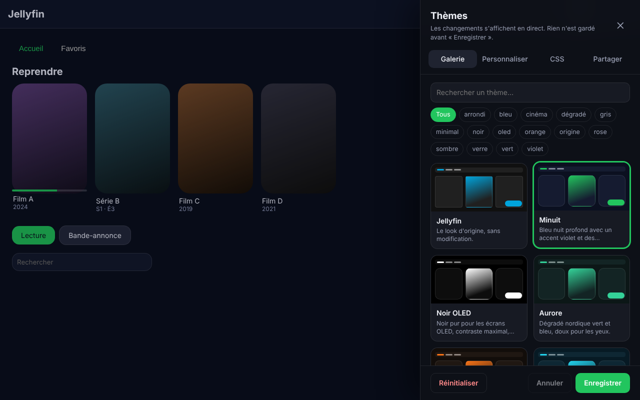 Jellyfin
Accueil
Favoris
Reprendre
Film A
2024
Série B
S1 · E3
Film C
2019
Film D
2021
Lecture
Bande-annonce
Rechercher
Thèmes
Les changements s'affichent en direct. Rien n'est gardé
avant « Enregistrer ».
Galerie
Personnaliser
CSS
Partager
Rechercher un thème…
Tous
arrondi
bleu
cinéma
dégradé
gris
minimal
noir
oled
orange
origine
rose
sombre
verre
vert
violet
Jellyfin
Le look d'origine, sans
modification.
Minuit
Bleu nuit profond avec un
accent violet et des…
Noir OLED
Noir pur pour les écrans
OLED, contraste maximal,…
Aurore
Dégradé nordique vert et
bleu, doux pour les yeux.
Réinitialiser
Annuler
Enregistrer